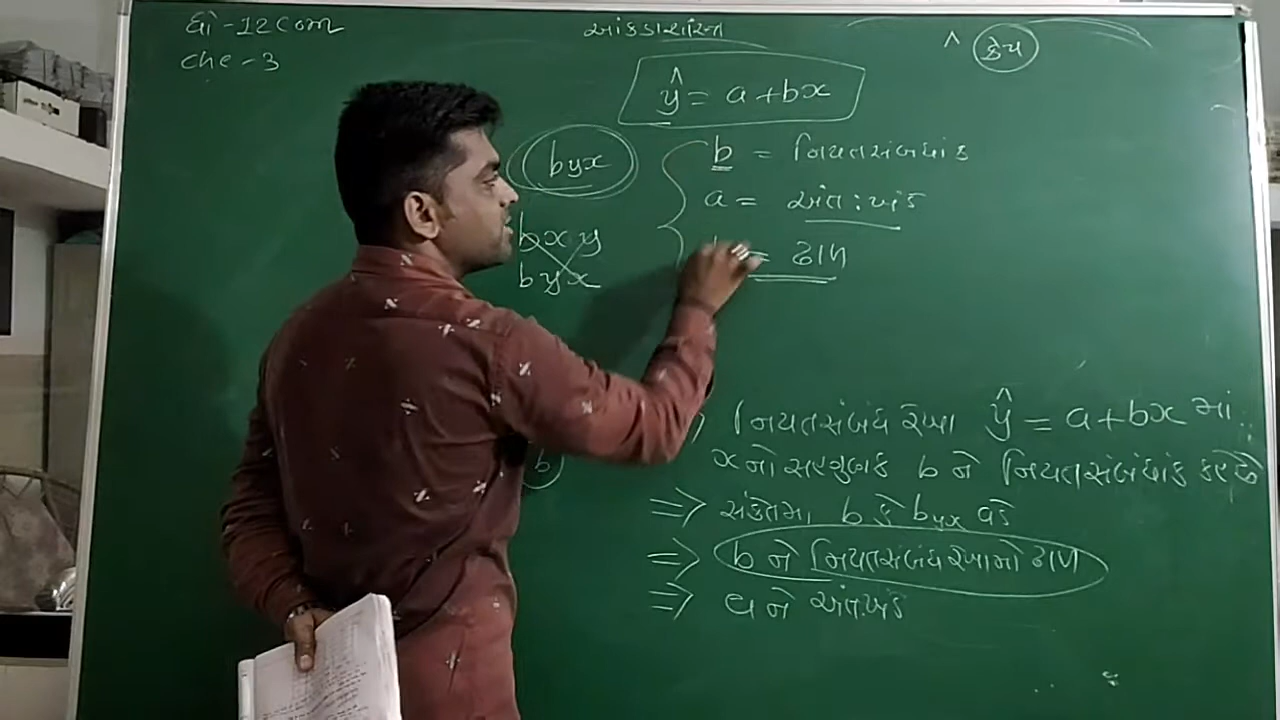 ધો-12 Com
આંકડાશાસ્ત્ર
^ કેપ
Che-3
ŷ = a + bx
byx
b = નિયતસંબધાંક
a = અંત:ખંડ
bxy
= ઢાળ
byx
નિયતસંબંધ રેખા ŷ = a + bx માં
x નો સહગુણક b ને નિયતસંબંધાંક કહે છે
b
⇒ સંકેતમા b કે byx વડે
⇒ b ને નિયતસંબંધ રેખાનો ઢાળ
⇒ a ને અંત:ખંડ